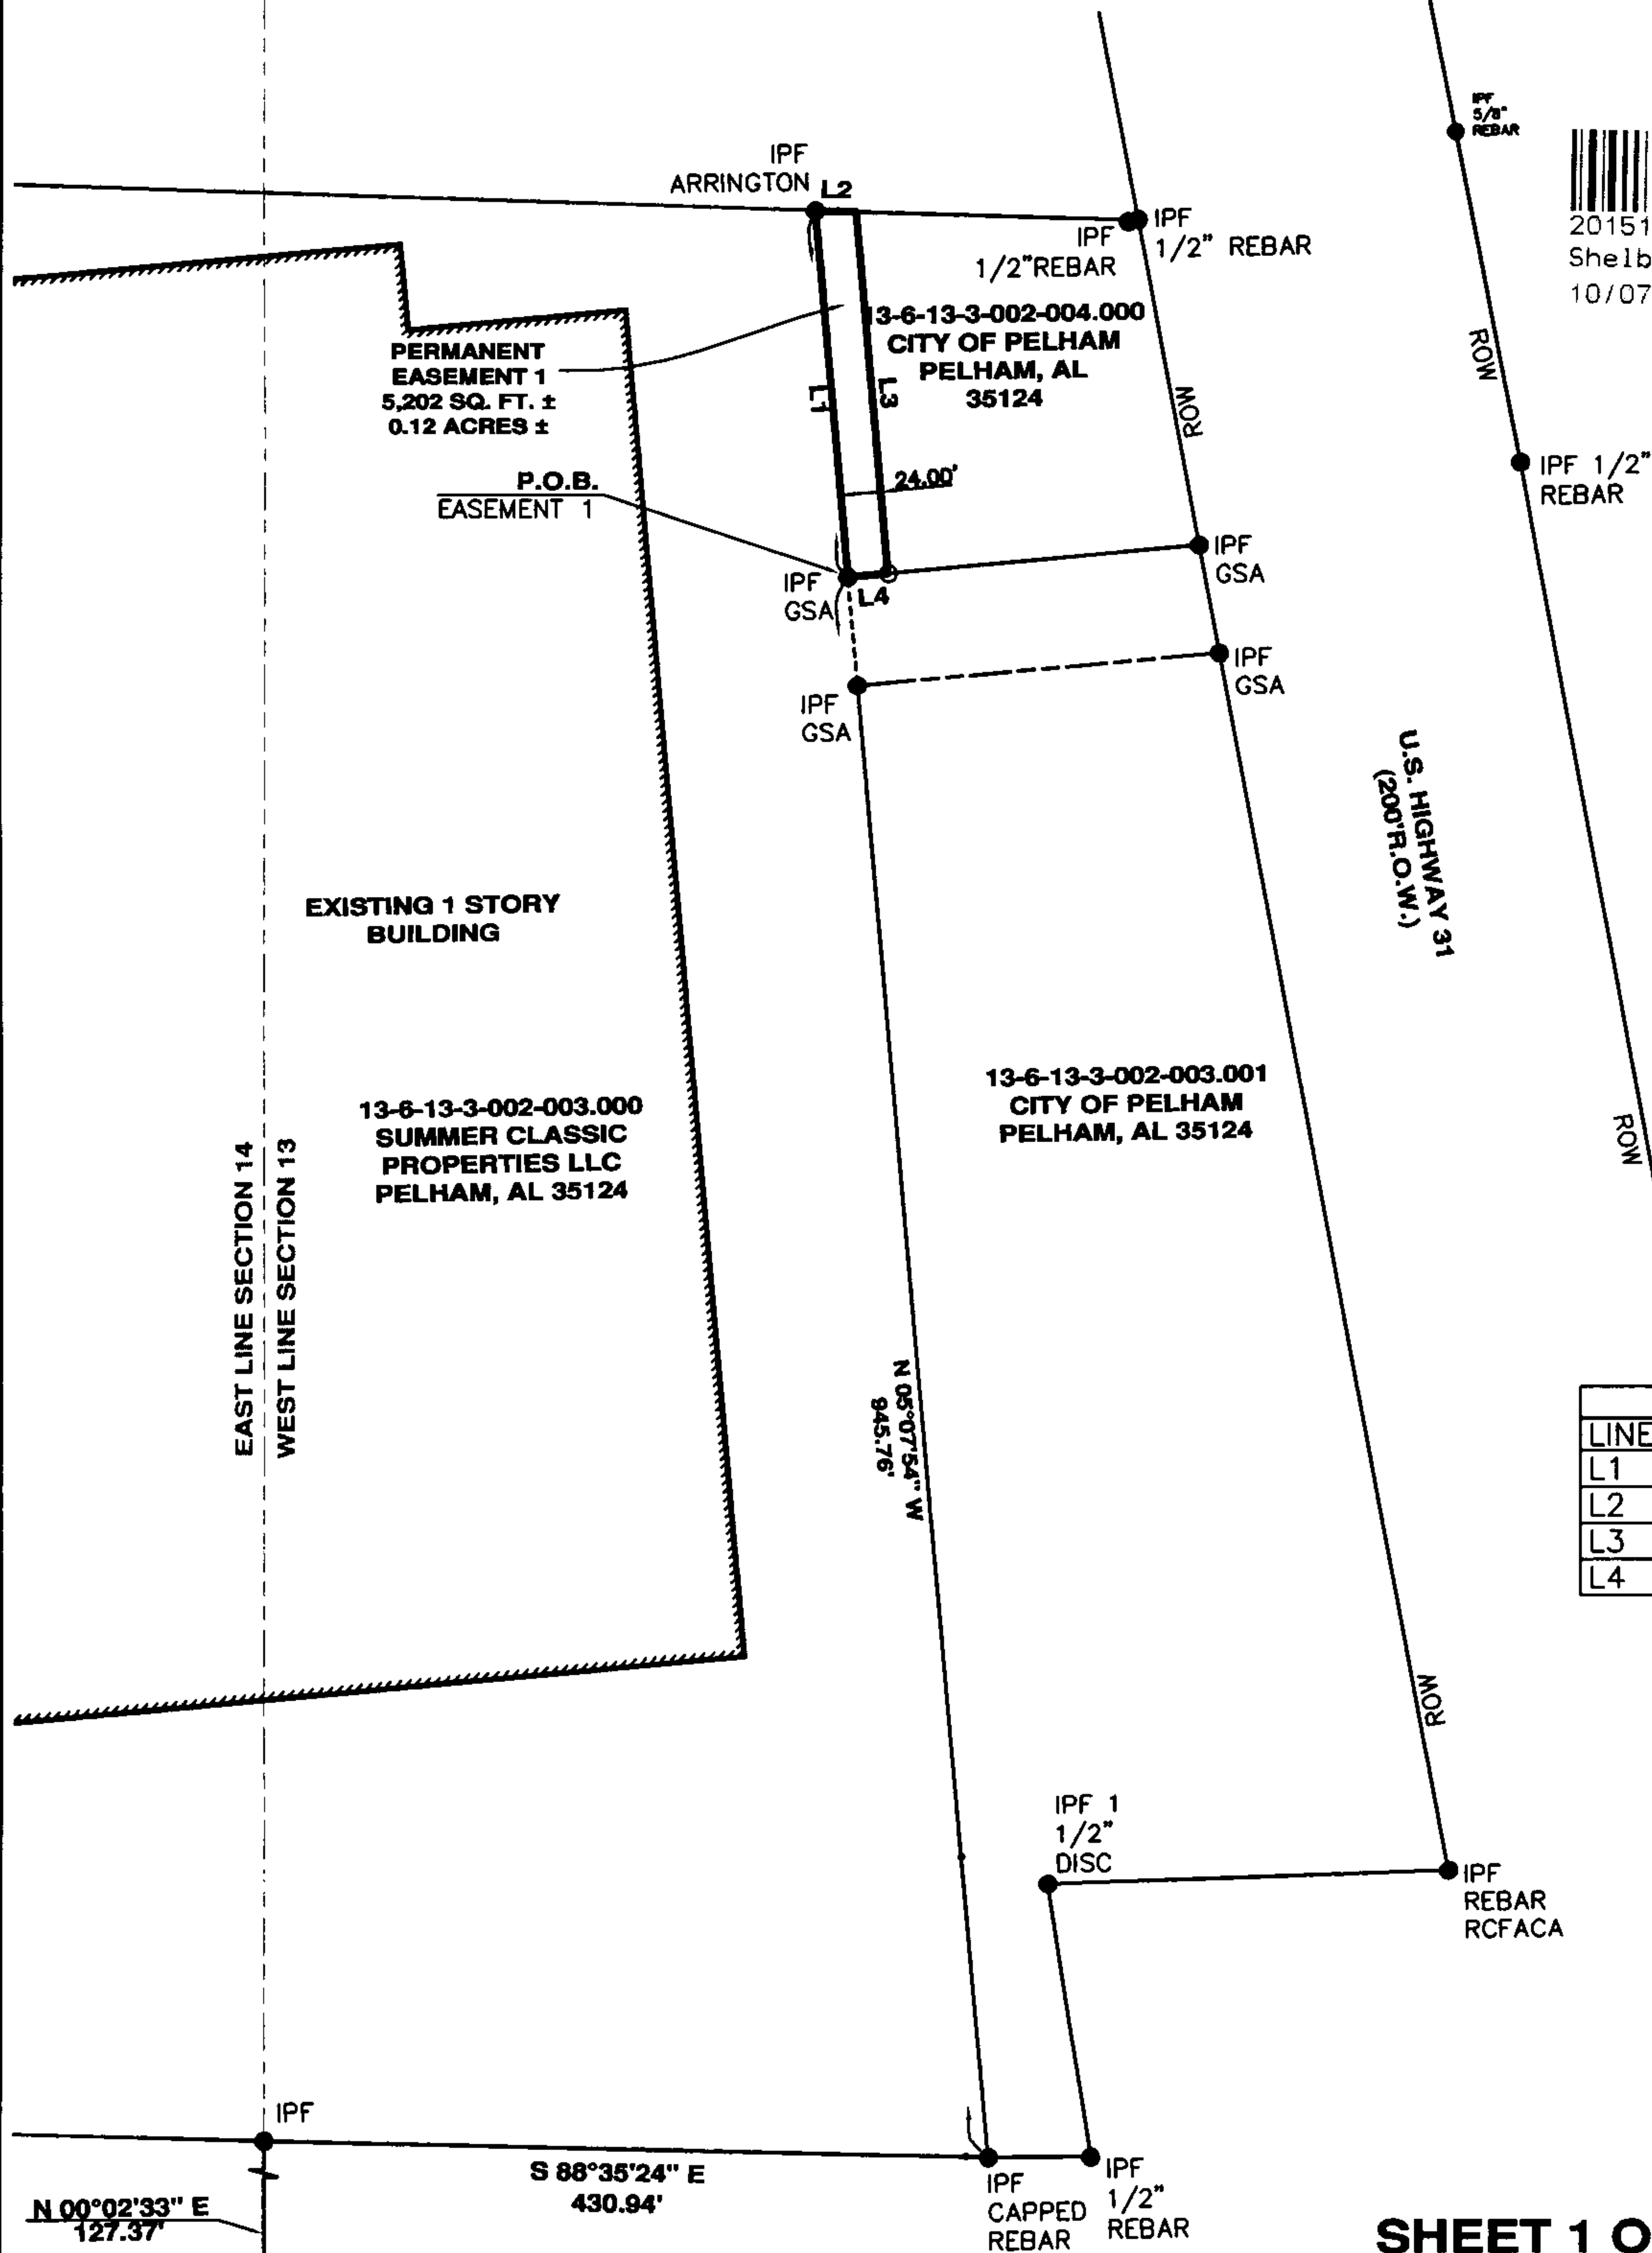 IPF
5/8"
REBAR
20151
Shelb
10/07
IPF
ARRINGTON
L2
IPF
1/2" REBAR
IPF
1/2"REBAR
13-6-13-3-002-004.000
CITY OF PELHAM
PELHAM, AL
35124
PERMANENT
EASEMENT 1
5,202 SQ. FT. ±
0.12 ACRES ±
L1
L3
ROW
ROW
P.O.B.
EASEMENT 1
24.00'
IPF 1/2"
REBAR
IPF
GSA
L4
IPF
GSA
IPF
GSA
IPF
GSA
U.S. HIGHWAY 31
(200'R.O.W.)
EXISTING 1 STORY
BUILDING
13-6-13-3-002-003.000
SUMMER CLASSIC
PROPERTIES LLC
PELHAM, AL 35124
13-6-13-3-002-003.001
CITY OF PELHAM
PELHAM, AL 35124
ROW
EAST LINE SECTION 14
WEST LINE SECTION 13
N 05°07'54" W
945.76'
LINE
L1
L2
L3
L4
ROW
IPF 1
1/2"
DISC
IPF
REBAR
RCFACA
IPF
S 88°35'24" E
430.94'
N 00°02'33" E
127.37'
IPF
CAPPED
REBAR
IPF
1/2"
REBAR
SHEET 1 O